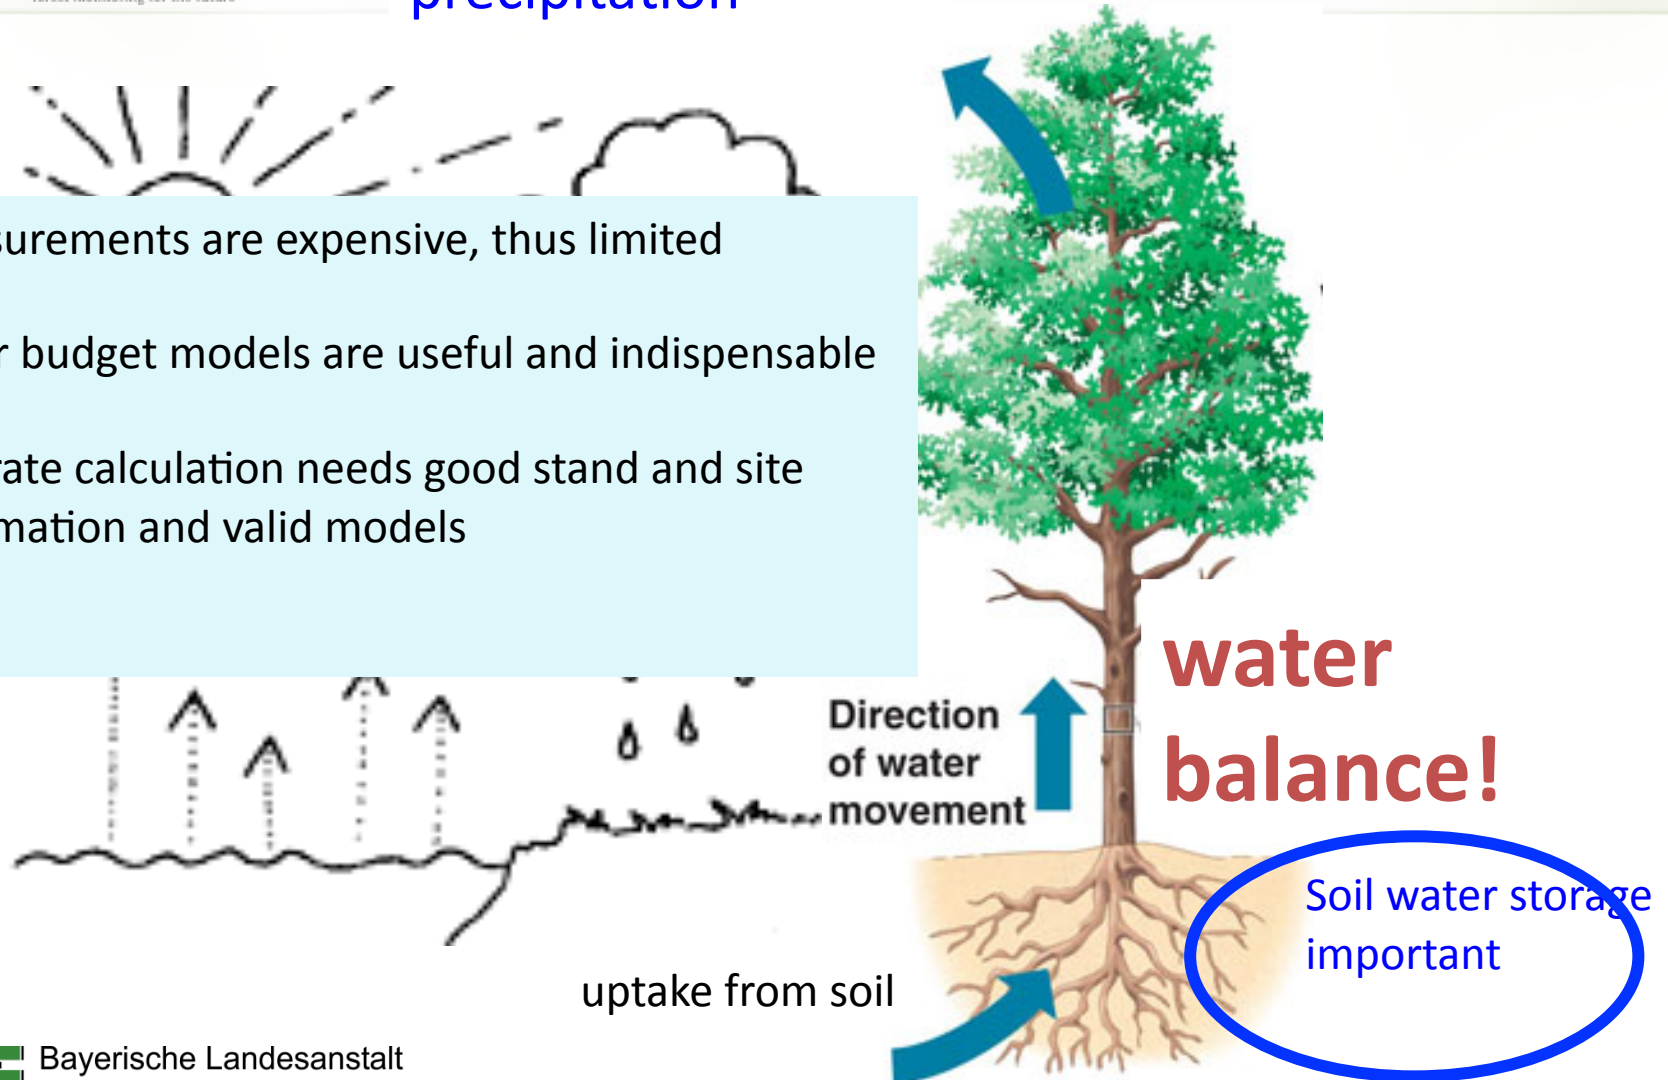 precipitation
surements are expensive, thus limited
r budget models are useful and indispensable
rate calculation needs good stand and site
mation and valid models
water
balance!
Direction
of water
movement
Soil water storage
important
uptake from soil
Bayerische Landesanstalt